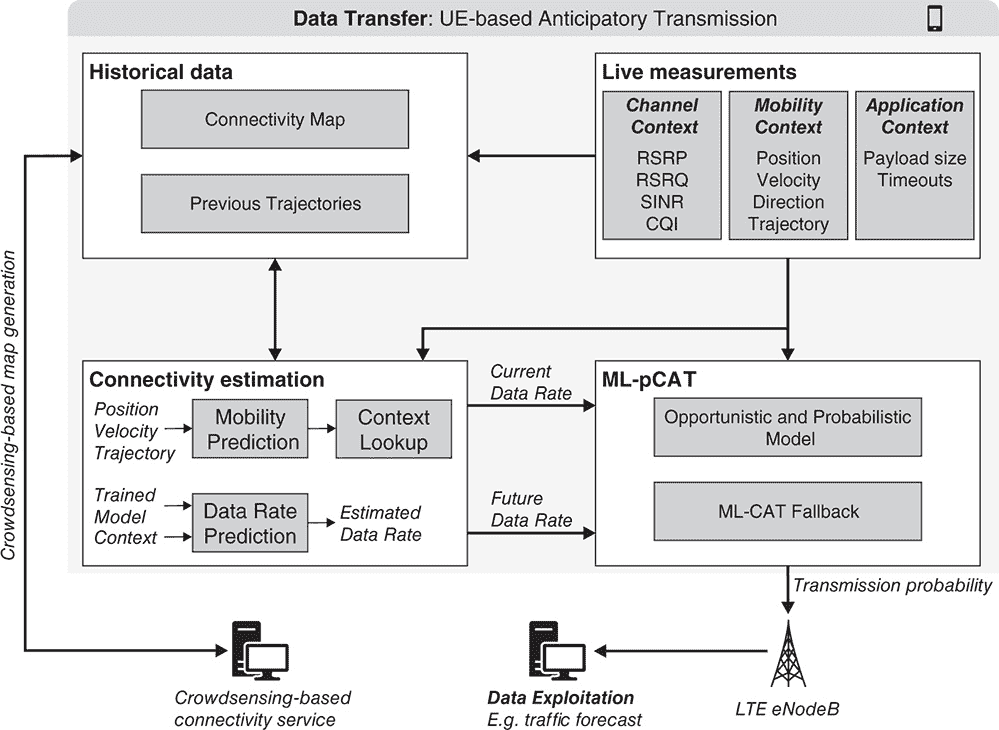 Data Transfer: UE-based Anticipatory Transmission
Historical data
Connectivity Map
Previous Trajectories
Live measurements
Channel
Context
RSRP
RSRQ
SINR
CQI
Mobility
Context
Position
Velocity
Direction
Trajectory
Application
Context
Payload size
Timeouts
Crowdsensing-based map generation
Connectivity estimation
Position
Velocity
Trajectory
Mobility
Prediction
Context
Lookup
Trained
Model
Context
Data Rate
Prediction
Estimated
Data Rate
Current
Data Rate
Future
Data Rate
ML-pCAT
Opportunistic and Probabilistic
Model
ML-CAT Fallback
Transmission probability
Crowdsensing-based
connectivity service
Data Exploitation
E.g. traffic forecast
LTE eNodeB